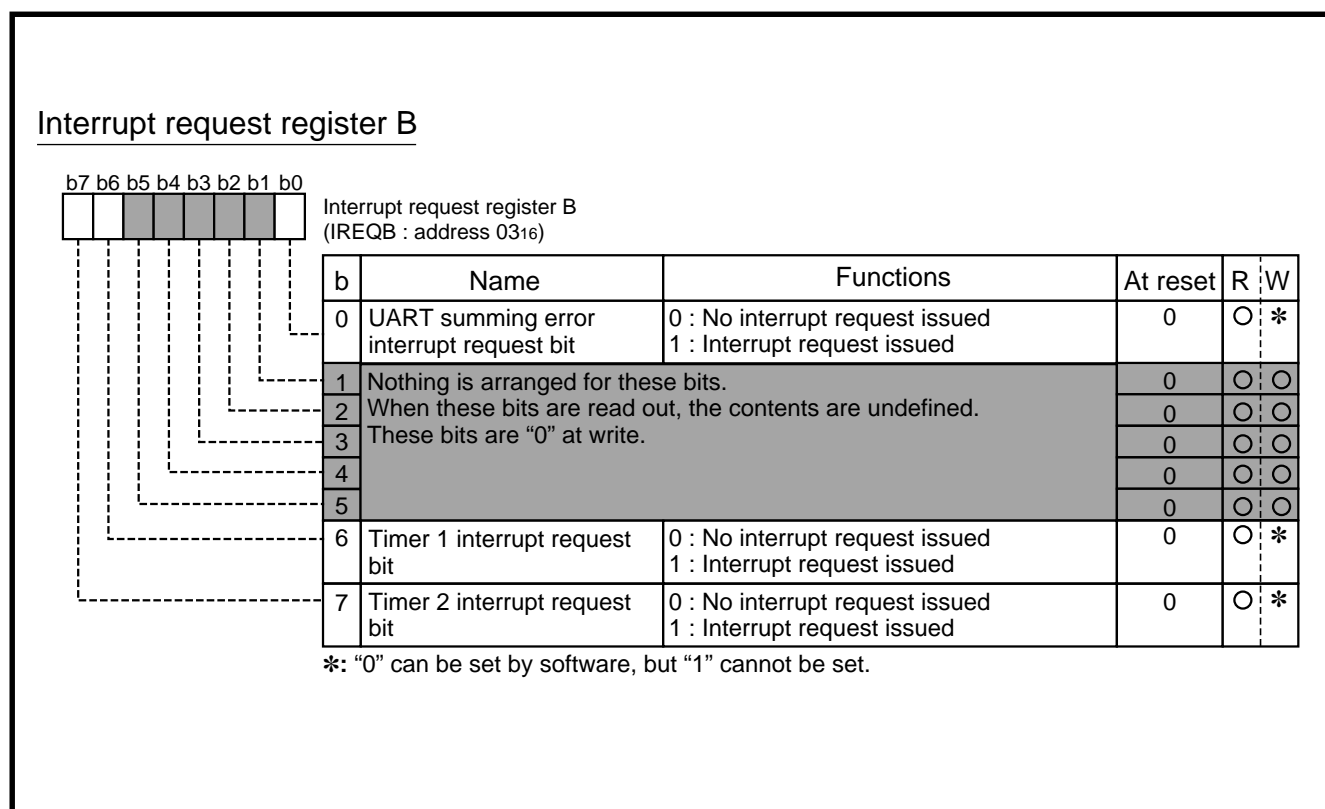 Interrupt request register B
b7 b6 b5 b4 b3 b2 b1 b0
Interrupt request register B
(IREQB : address 0316)
b Name Functions At reset R W
0 UART summing error interrupt request bit 0 : No interrupt request issued 1 : Interrupt request issued 0 O ✻
1 Nothing is arranged for these bits. 0 O O
2 When these bits are read out, the contents are undefined. 0 O O
3 These bits are “0” at write. 0 O O
4 0 O O
5 0 O O
6 Timer 1 interrupt request bit 0 : No interrupt request issued 1 : Interrupt request issued 0 O ✻
7 Timer 2 interrupt request bit 0 : No interrupt request issued 1 : Interrupt request issued 0 O ✻
✻: “0” can be set by software, but “1” cannot be set.